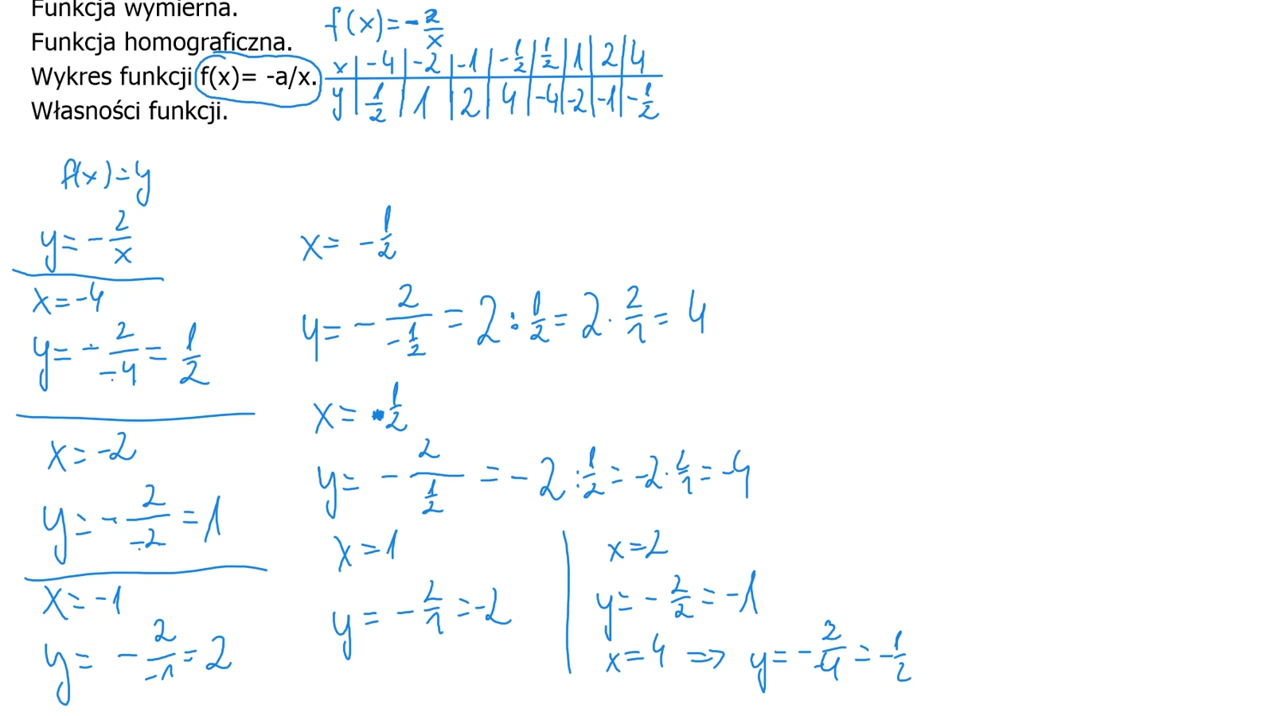 Funkcja wymierna.
Funkcja homograficzna.
Wykres funkcji f(x)= -a/x.
Własności funkcji.
f(x)=-2/x
x | -4 | -2 | -1 | -1/2 | 1/2 | 1 | 2 | 4
y | 1/2 | 1 | 2 | 4 | -4 | -2 | -1 | -1/2
f(x)=y
y=-2/x
x=-4
y=-2/-4=1/2
x=-2
y=-2/-2=1
x=-1
y=-2/-1=2
x=-1/2
y=-2/(-1/2)=2:1/2=2·2/1=4
x=1/2
y=-2/(1/2)=-2:1/2=-2·2/1=-4
x=1
y=-2/1=-2
x=2
y=-2/2=-1
x=4 => y=-2/4=-1/2